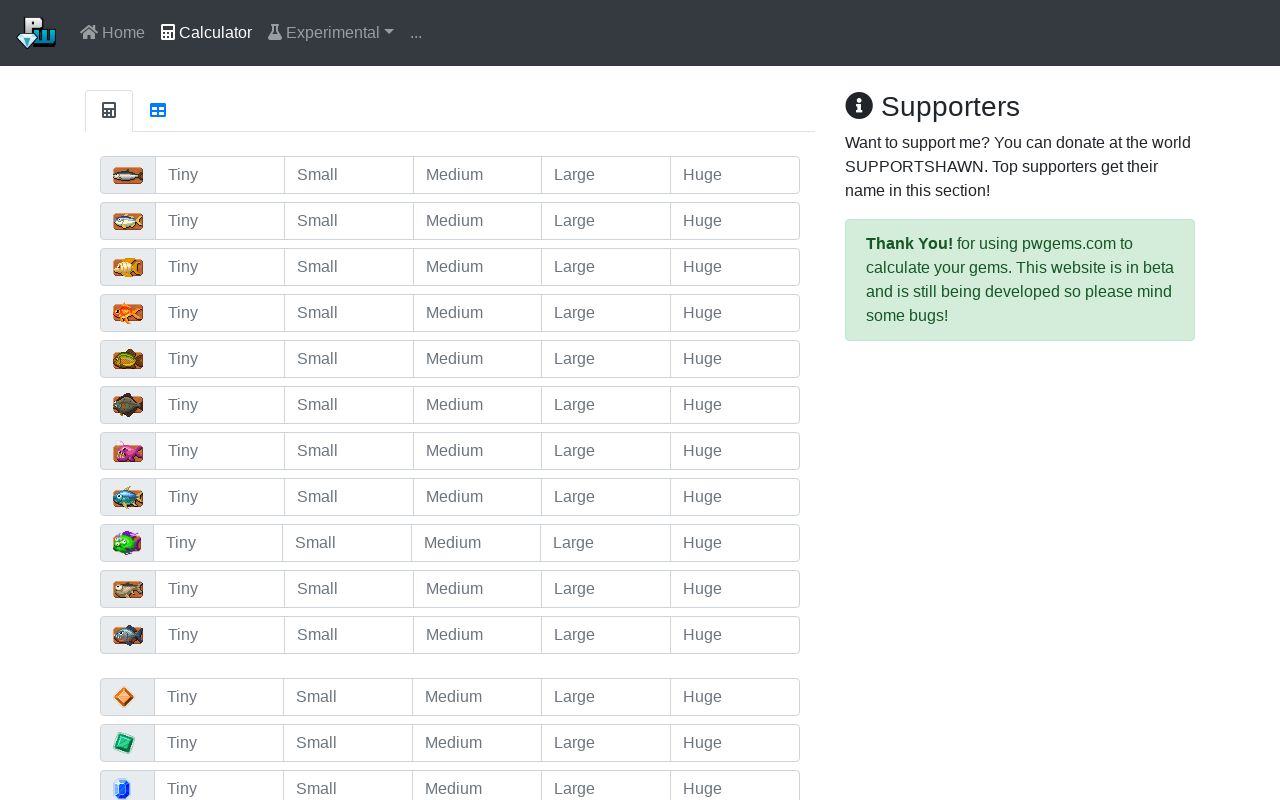 PW Home Calculator Experimental ...
Supporters
Want to support me? You can donate at the world
SUPPORTSHAWN. Top supporters get their
name in this section!
Thank You! for using pwgems.com to
calculate your gems. This website is in beta
and is still being developed so please mind
some bugs!
Tiny Small Medium Large Huge
Tiny Small Medium Large Huge
Tiny Small Medium Large Huge
Tiny Small Medium Large Huge
Tiny Small Medium Large Huge
Tiny Small Medium Large Huge
Tiny Small Medium Large Huge
Tiny Small Medium Large Huge
Tiny Small Medium Large Huge
Tiny Small Medium Large Huge
Tiny Small Medium Large Huge
Tiny Small Medium Large Huge
Tiny Small Medium Large Huge
Tiny Small Medium Large Huge